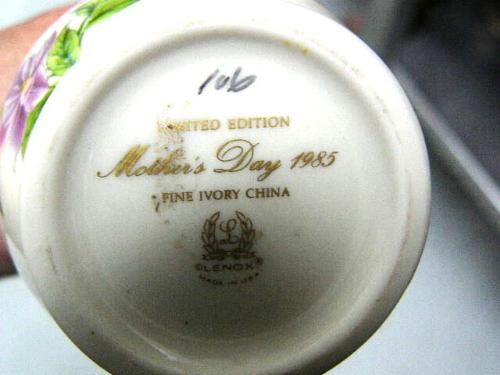 106
LIMITED EDITION
Mother's Day 1985
FINE IVORY CHINA
L
©LENOX®
MADE IN USA